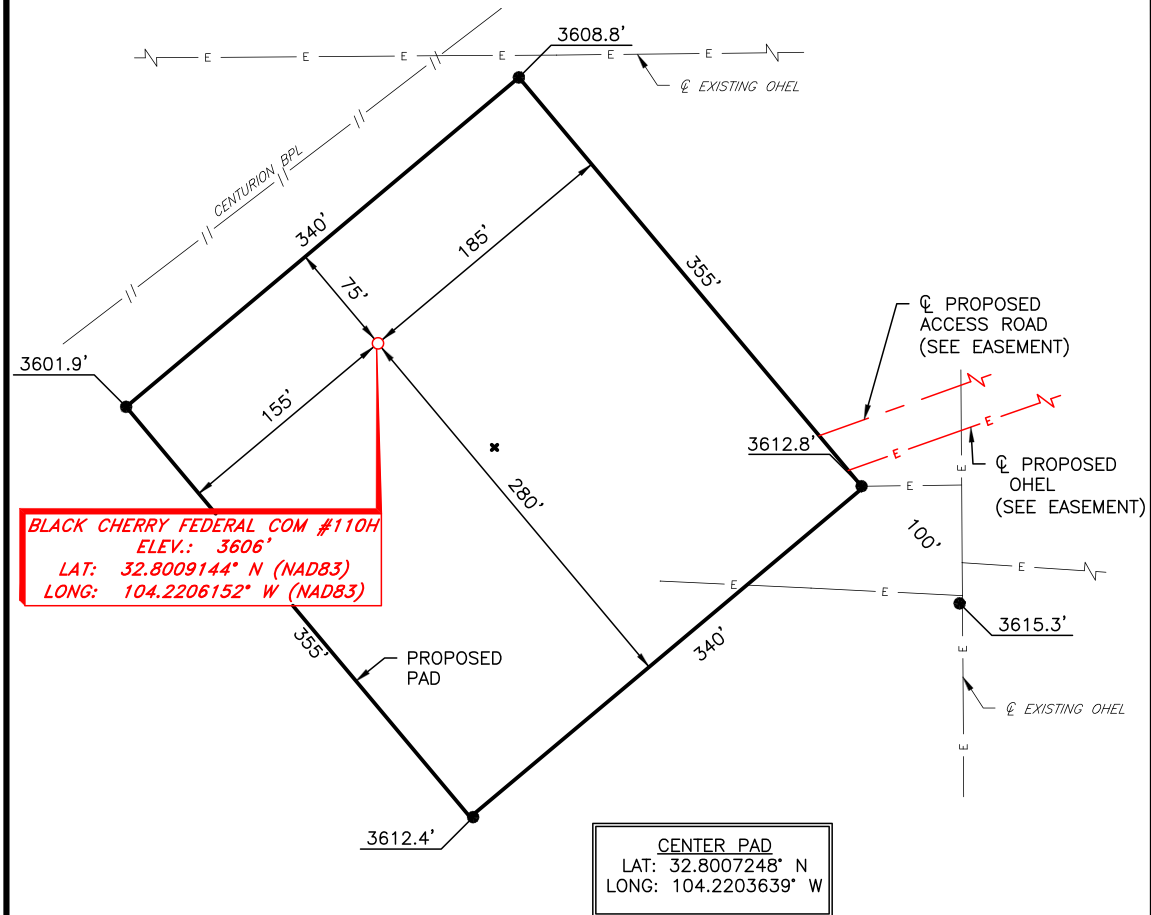 3608.8'
E E E E E E
℄ EXISTING OHEL
CENTURION BPL
340'
185'
75'
355'
℄ PROPOSED
ACCESS ROAD
(SEE EASEMENT)
3601.9'
155'
3612.8'
E E
E
℄ PROPOSED
OHEL
(SEE EASEMENT)
280'
E
100'
BLACK CHERRY FEDERAL COM #110H
ELEV.: 3606'
LAT: 32.8009144° N (NAD83)
LONG: 104.2206152° W (NAD83)
E E E
3615.3'
355'
340'
PROPOSED
PAD
E
℄ EXISTING OHEL
E
3612.4'
CENTER PAD
LAT: 32.8007248° N
LONG: 104.2203639° W